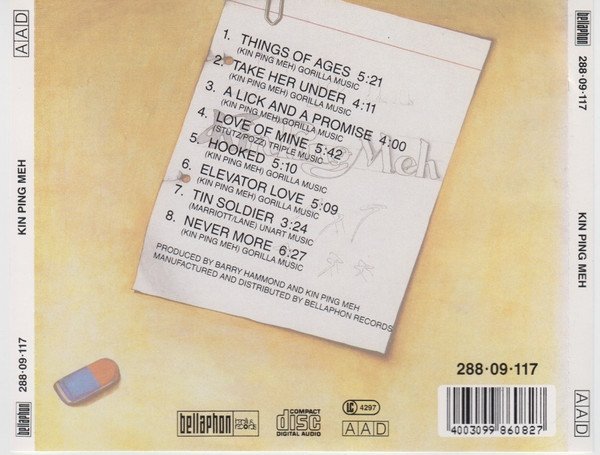 AAD
bellaphon
288·09·117
KIN PING MEH
1. THINGS OF AGES 5:21
(KIN PING MEH) GORILLA MUSIC
2. TAKE HER UNDER 4:11
(KIN PING MEH) GORILLA MUSIC
3. A LICK AND A PROMISE 4:00
(KIN PING MEH) GORILLA MUSIC
4. LOVE OF MINE 5:42
(STUTZ/POZZ) TRIPLE MUSIC
5. HOOKED 5:10
(KIN PING MEH) GORILLA MUSIC
6. ELEVATOR LOVE 5:09
(KIN PING MEH) GORILLA MUSIC
7. TIN SOLDIER 3:24
(MARRIOTT/LANE) UNART MUSIC
8. NEVER MORE 6:27
(KIN PING MEH) GORILLA MUSIC
PRODUCED BY BARRY HAMMOND AND KIN PING MEH
MANUFACTURED AND DISTRIBUTED BY BELLAPHON RECORDS
Ping Meh
KIN PING MEH
288·09·117
bellaphon
288·09·117
bellaphon
COMPACT
disc
DIGITAL AUDIO
LC 4297
AAD
4003099 860827
AAD